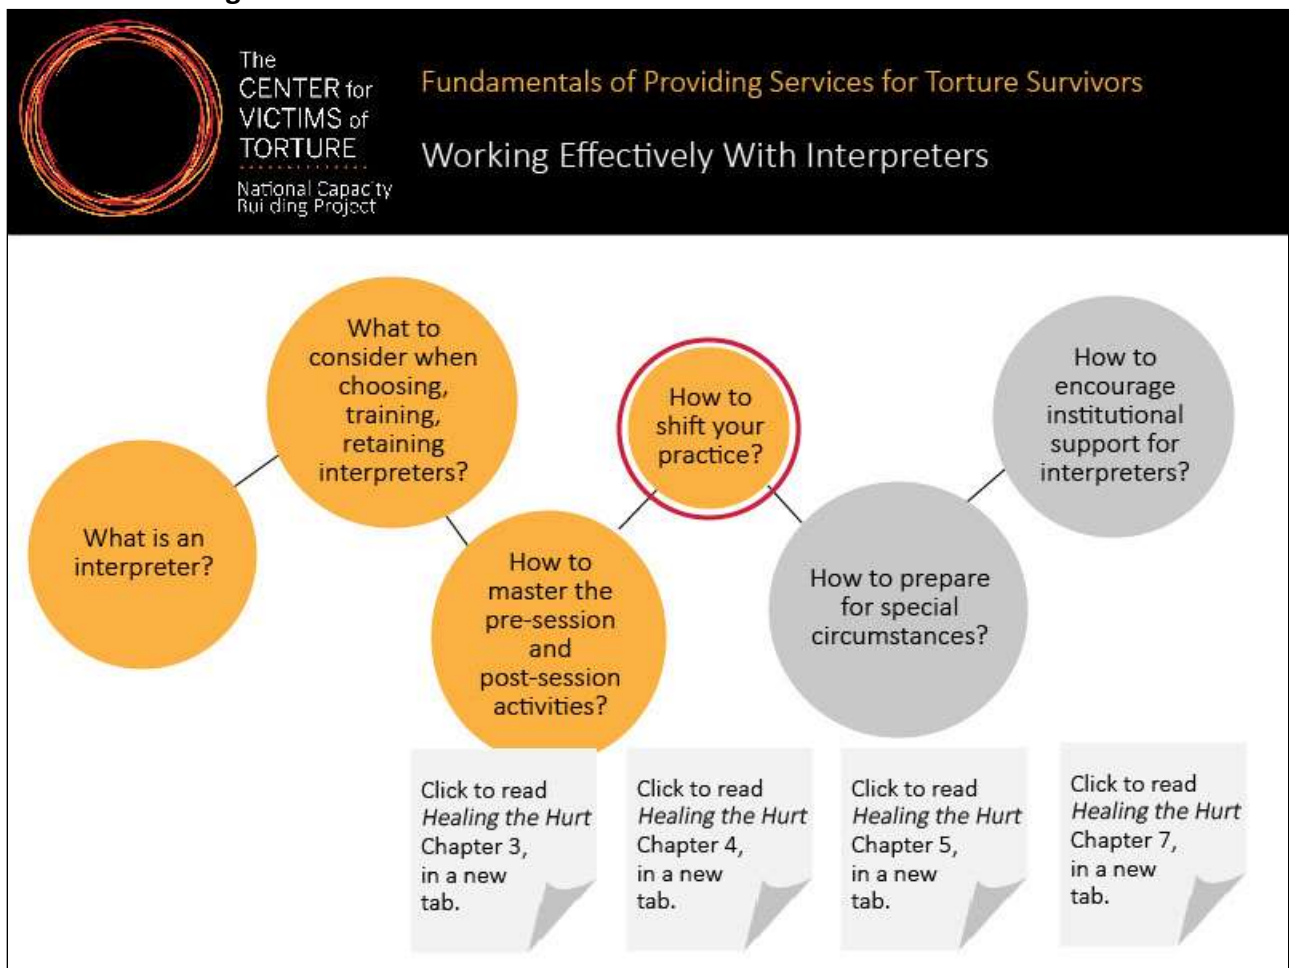 The
CENTER for
VICTIMS of
TORTURE
National Capacity
Building Project
Fundamentals of Providing Services for Torture Survivors
Working Effectively With Interpreters
What is an
interpreter?
What to
consider when
choosing,
training,
retaining
interpreters?
How to
master the
pre-session
and
post-session
activities?
How to
shift your
practice?
How to prepare
for special
circumstances?
How to
encourage
institutional
support for
interpreters?
Click to read
Healing the Hurt
Chapter 3,
in a new
tab.
Click to read
Healing the Hurt
Chapter 4,
in a new
tab.
Click to read
Healing the Hurt
Chapter 5,
in a new
tab.
Click to read
Healing the Hurt
Chapter 7,
in a new
tab.